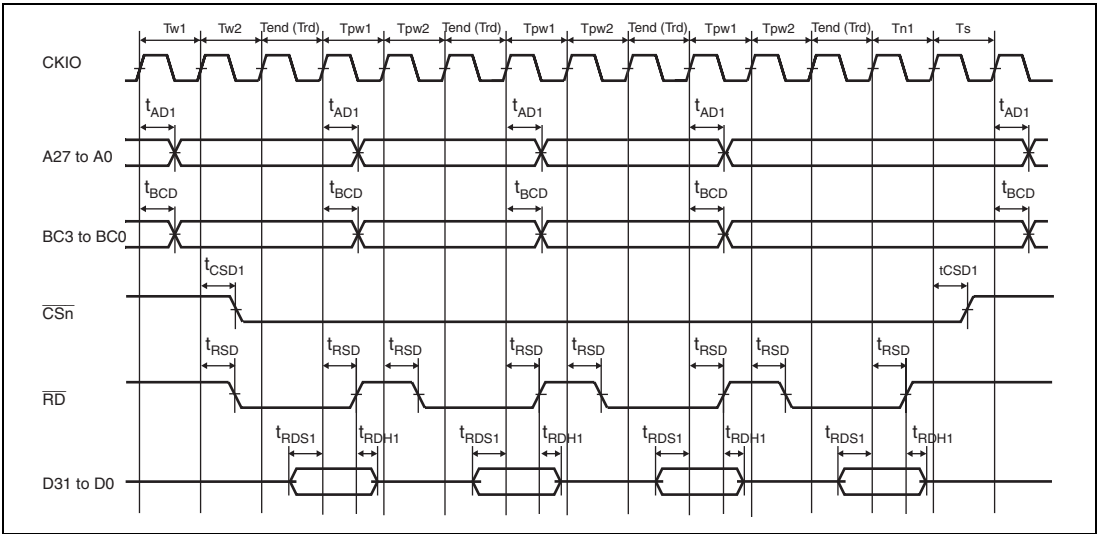 Tw1 Tw2 Tend (Trd) Tpw1 Tpw2 Tend (Trd) Tpw1 Tpw2 Tend (Trd) Tpw1 Tpw2 Tend (Trd) Tn1 Ts
CKIO
tAD1 tAD1 tAD1 tAD1 tAD1
A27 to A0
tBCD tBCD tBCD tBCD tBCD
BC3 to BC0
tCSD1 tCSD1
CSn
tRSD tRSD tRSD tRSD tRSD tRSD tRSD tRSD
RD
tRDS1 tRDH1 tRDS1 tRDH1 tRDS1 tRDH1 tRDS1 tRDH1
D31 to D0